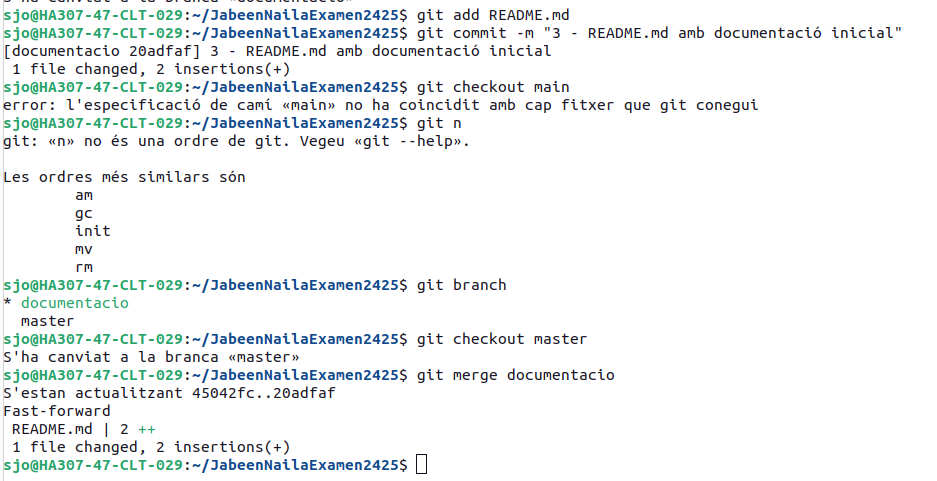 S'ha canviat a la branca «documentacio»
sjo@HA307-47-CLT-029:~/JabeenNailaExamen2425$ git add README.md
sjo@HA307-47-CLT-029:~/JabeenNailaExamen2425$ git commit -m "3 - README.md amb documentació inicial"
[documentacio 20adfaf] 3 - README.md amb documentació inicial
 1 file changed, 2 insertions(+)
sjo@HA307-47-CLT-029:~/JabeenNailaExamen2425$ git checkout main
error: l'especificació de camí «main» no ha coincidit amb cap fitxer que git conegui
sjo@HA307-47-CLT-029:~/JabeenNailaExamen2425$ git n
git: «n» no és una ordre de git. Vegeu «git --help».

Les ordres més similars són
        am
        gc
        init
        mv
        rm
sjo@HA307-47-CLT-029:~/JabeenNailaExamen2425$ git branch
* documentacio
  master
sjo@HA307-47-CLT-029:~/JabeenNailaExamen2425$ git checkout master
S'ha canviat a la branca «master»
sjo@HA307-47-CLT-029:~/JabeenNailaExamen2425$ git merge documentacio
S'estan actualitzant 45042fc..20adfaf
Fast-forward
 README.md | 2 ++
 1 file changed, 2 insertions(+)
sjo@HA307-47-CLT-029:~/JabeenNailaExamen2425$